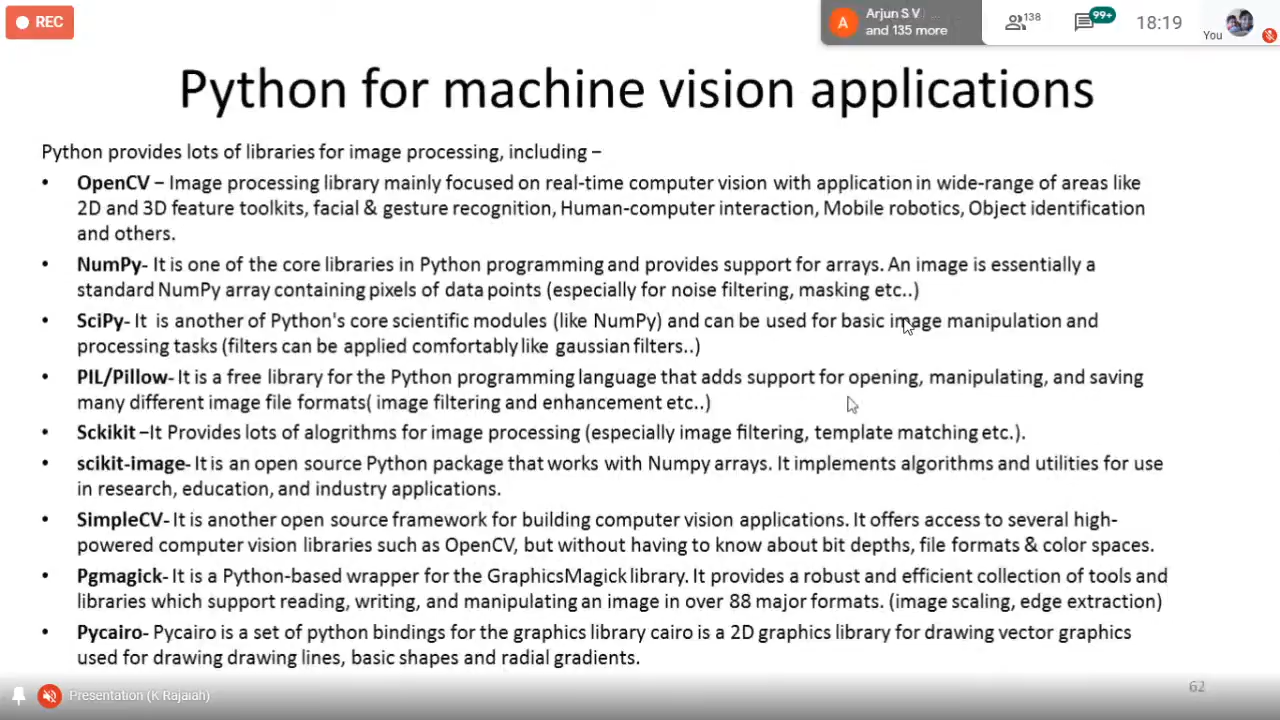 REC
A
Arjun S V ...
and 135 more
138
99+
18:19
You
Python for machine vision applications
Python provides lots of libraries for image processing, including –
• OpenCV – Image processing library mainly focused on real-time computer vision with application in wide-range of areas like
2D and 3D feature toolkits, facial & gesture recognition, Human-computer interaction, Mobile robotics, Object identification
and others.
• NumPy- It is one of the core libraries in Python programming and provides support for arrays. An image is essentially a
standard NumPy array containing pixels of data points (especially for noise filtering, masking etc..)
• SciPy- It is another of Python's core scientific modules (like NumPy) and can be used for basic image manipulation and
processing tasks (filters can be applied comfortably like gaussian filters..)
• PIL/Pillow- It is a free library for the Python programming language that adds support for opening, manipulating, and saving
many different image file formats( image filtering and enhancement etc..)
• Sckikit –It Provides lots of alogrithms for image processing (especially image filtering, template matching etc.).
• scikit-image- It is an open source Python package that works with Numpy arrays. It implements algorithms and utilities for use
in research, education, and industry applications.
• SimpleCV- It is another open source framework for building computer vision applications. It offers access to several high-
powered computer vision libraries such as OpenCV, but without having to know about bit depths, file formats & color spaces.
• Pgmagick- It is a Python-based wrapper for the GraphicsMagick library. It provides a robust and efficient collection of tools and
libraries which support reading, writing, and manipulating an image in over 88 major formats. (image scaling, edge extraction)
• Pycairo- Pycairo is a set of python bindings for the graphics library cairo is a 2D graphics library for drawing vector graphics
used for drawing drawing lines, basic shapes and radial gradients.
Presentation (K Rajaiah)
62